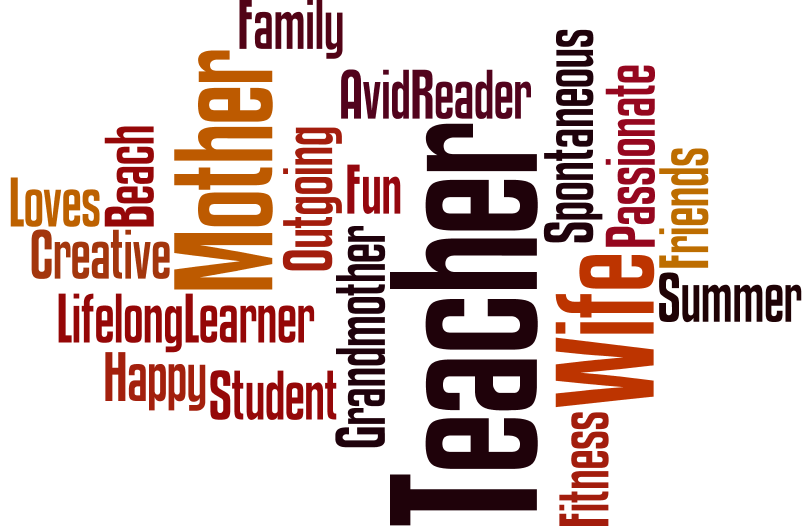 Family
AvidReader
Spontaneous
Passionate
Friends
Beach
Mother
Outgoing
Fun
Loves
Creative
Teacher
Grandmother
Wife
Summer
LifelongLearner
Happy
Student
Fitness